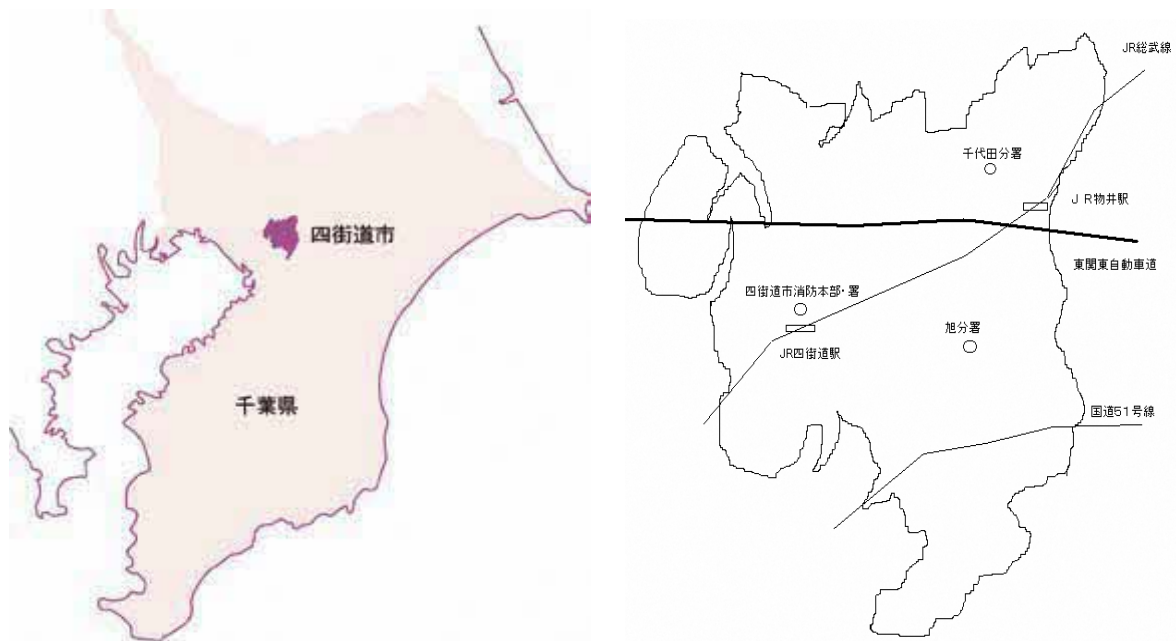 四街道市
千葉県
JR総武線
千代田分署
ＪＲ物井駅
東関東自動車道
四街道市消防本部・署
旭分署
JR四街道駅
国道51号線